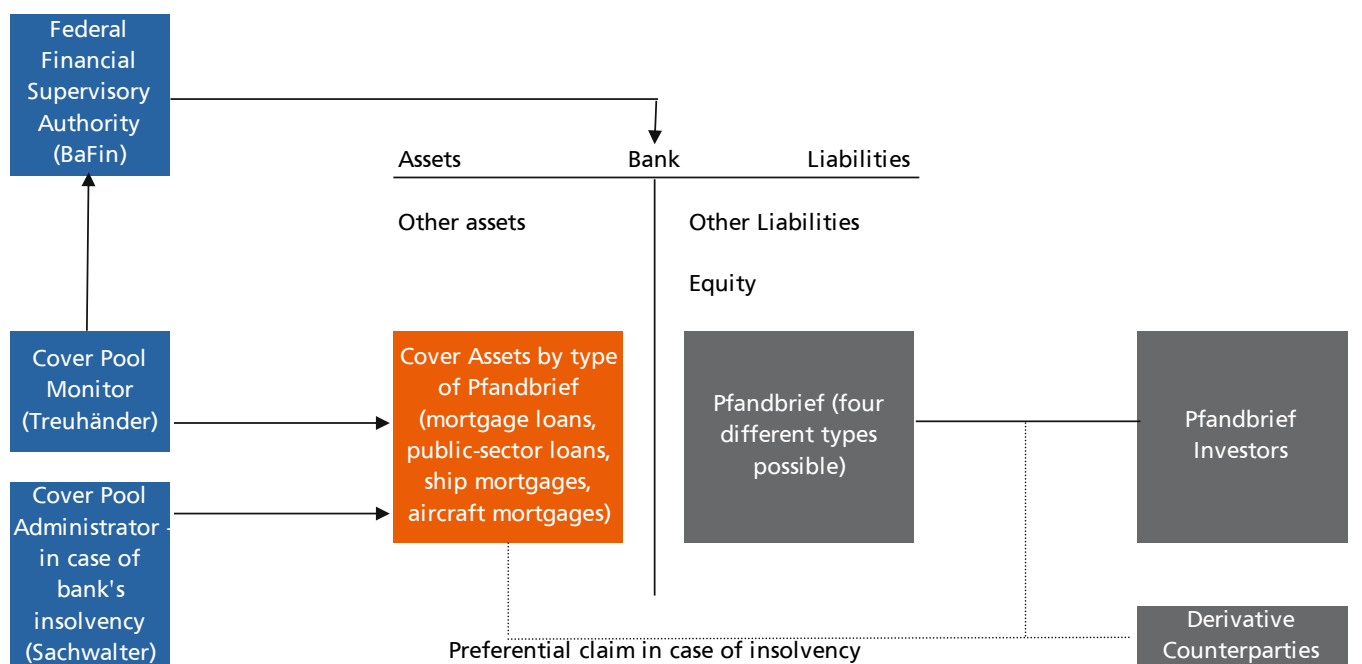 Federal
Financial
Supervisory
Authority
(BaFin)
Assets Bank Liabilities
Other assets
Other Liabilities
Equity
Cover Pool
Monitor
(Treuhänder)
Cover Assets by type
of Pfandbrief
(mortgage loans,
public-sector loans,
ship mortgages,
aircraft mortgages)
Pfandbrief (four
different types
possible)
Pfandbrief
Investors
Cover Pool
Administrator -
in case of
bank's
insolvency
(Sachwalter)
Preferential claim in case of insolvency
Derivative
Counterparties